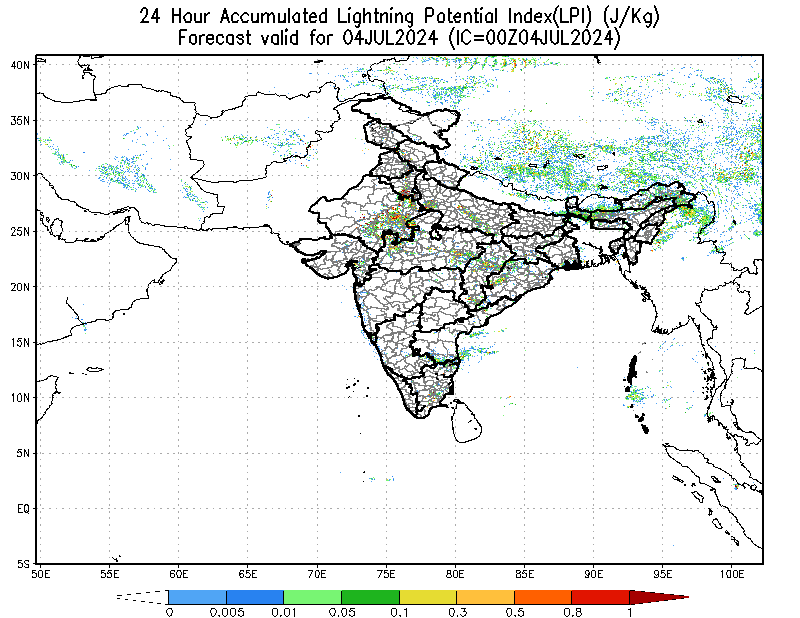 24 Hour Accumulated Lightning Potential Index(LPI) (J/Kg)
Forecast valid for 04JUL2024 (IC=00Z04JUL2024)
40N
35N
30N
25N
20N
15N
10N
5N
EQ
5S
50E 55E 60E 65E 70E 75E 80E 85E 90E 95E 100E
0 0.005 0.01 0.05 0.1 0.3 0.5 0.8 1